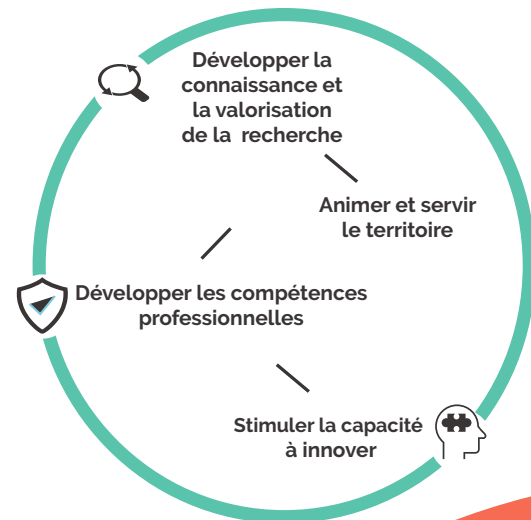 Développer la
connaissance et
la valorisation
de la recherche
Animer et servir
le territoire
Développer les compétences
professionnelles
Stimuler la capacité
à innover